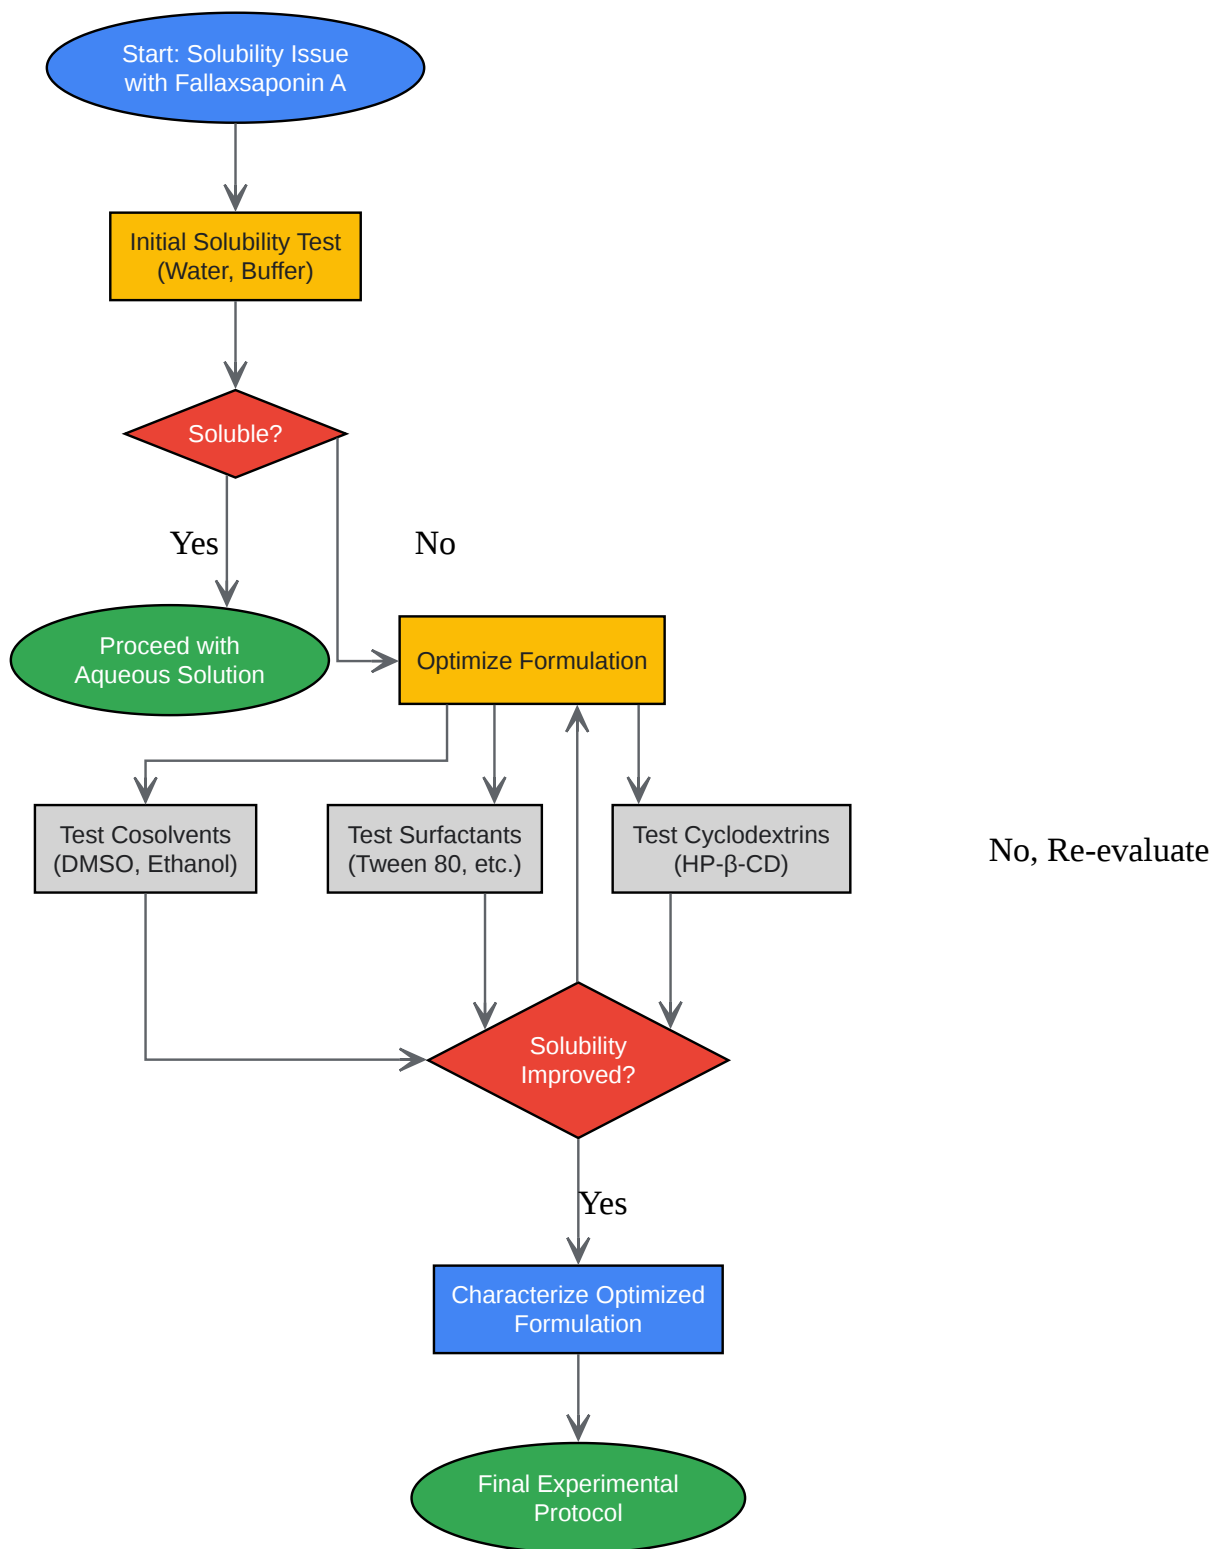 Start: Solubility Issue
with Fallaxsaponin A
Initial Solubility Test
(Water, Buffer)
Soluble?
Yes
No
Proceed with
Aqueous Solution
Optimize Formulation
Test Cosolvents
(DMSO, Ethanol)
Test Surfactants
(Tween 80, etc.)
Test Cyclodextrins
(HP-β-CD)
No, Re-evaluate
Solubility
Improved?
Yes
Characterize Optimized
Formulation
Final Experimental
Protocol